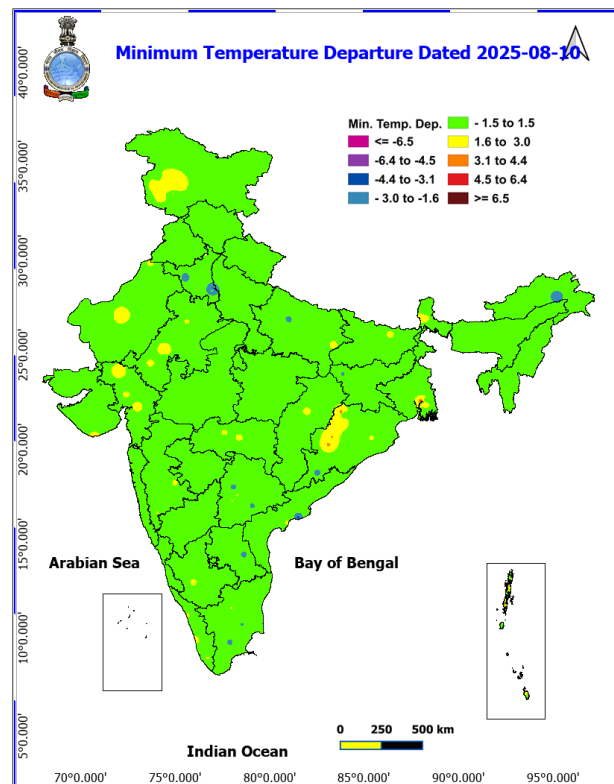 Minimum Temperature Departure Dated 2025-08-10
Min. Temp. Dep.
<= -6.5
-6.4 to -4.5
-4.4 to -3.1
- 3.0 to -1.6
- 1.5 to 1.5
1.6 to 3.0
3.1 to 4.4
4.5 to 6.4
>= 6.5
40°0.000'
35°0.000'
30°0.000'
25°0.000'
20°0.000'
15°0.000'
10°0.000'
5°0.000'
Arabian Sea
Bay of Bengal
Indian Ocean
0 250 500 km
70°0.000' 75°0.000' 80°0.000' 85°0.000' 90°0.000' 95°0.000'